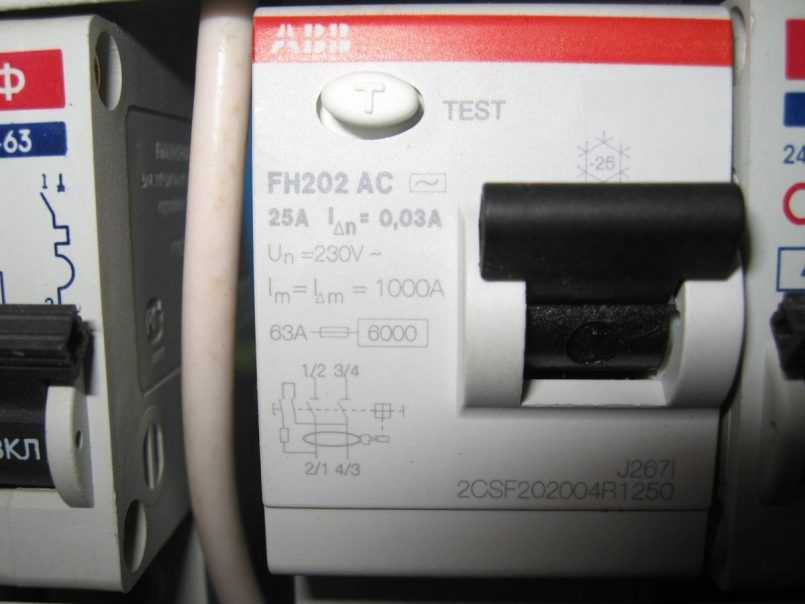 Ф
-63
ВКЛ
ABB
T TEST
-25
FH202 AC
25A IΔn = 0,03A
Un =230V ~
Im= IΔm = 1000A
63A 6000
1/2 3/4
2/1 4/3
J267I
2CSF202004R1250
24